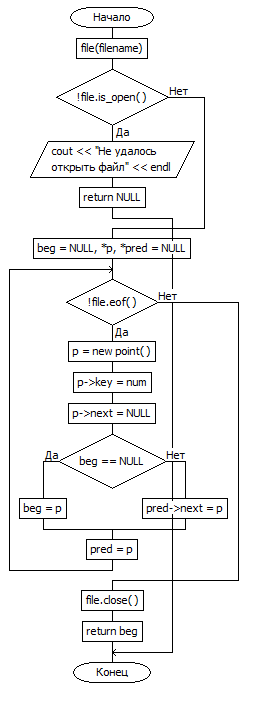 Начало
file(filename)
!file.is_open()
Нет
Да
cout << "Не удалось
открыть файл" << endl
return NULL
beg = NULL, *p, *pred = NULL
!file.eof()
Нет
Да
p = new point()
p->key = num
p->next = NULL
Да
beg == NULL
Нет
beg = p
pred->next = p
pred = p
file.close()
return beg
Конец